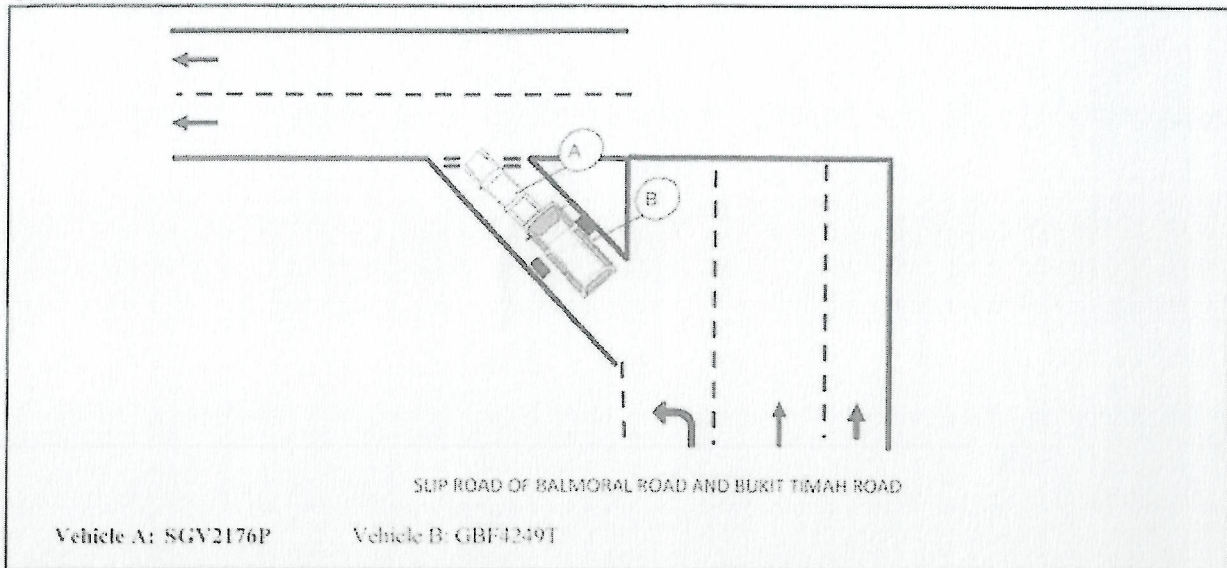 A
B
SLIP ROAD OF BALMORAL ROAD AND BUKIT TIMAH ROAD
Vehicle A: SGV2176P Vehicle B: GBF4249T